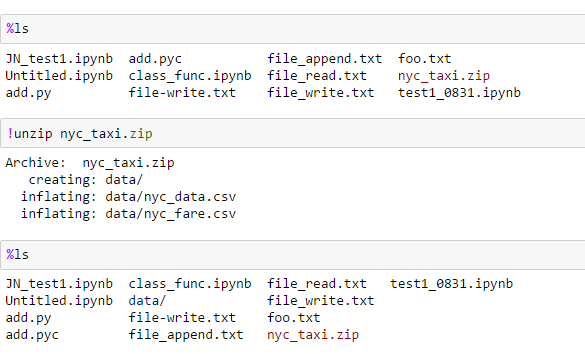 %ls
JN_test1.ipynb  add.pyc            file_append.txt  foo.txt
Untitled.ipynb  class_func.ipynb  file_read.txt    nyc_taxi.zip
add.py          file-write.txt    file_write.txt   test1_0831.ipynb
!unzip nyc_taxi.zip
Archive:  nyc_taxi.zip
   creating: data/
  inflating: data/nyc_data.csv
  inflating: data/nyc_fare.csv
%ls
JN_test1.ipynb  class_func.ipynb  file_read.txt   test1_0831.ipynb
Untitled.ipynb  data/             file_write.txt
add.py          file-write.txt    foo.txt
add.pyc         file_append.txt   nyc_taxi.zip